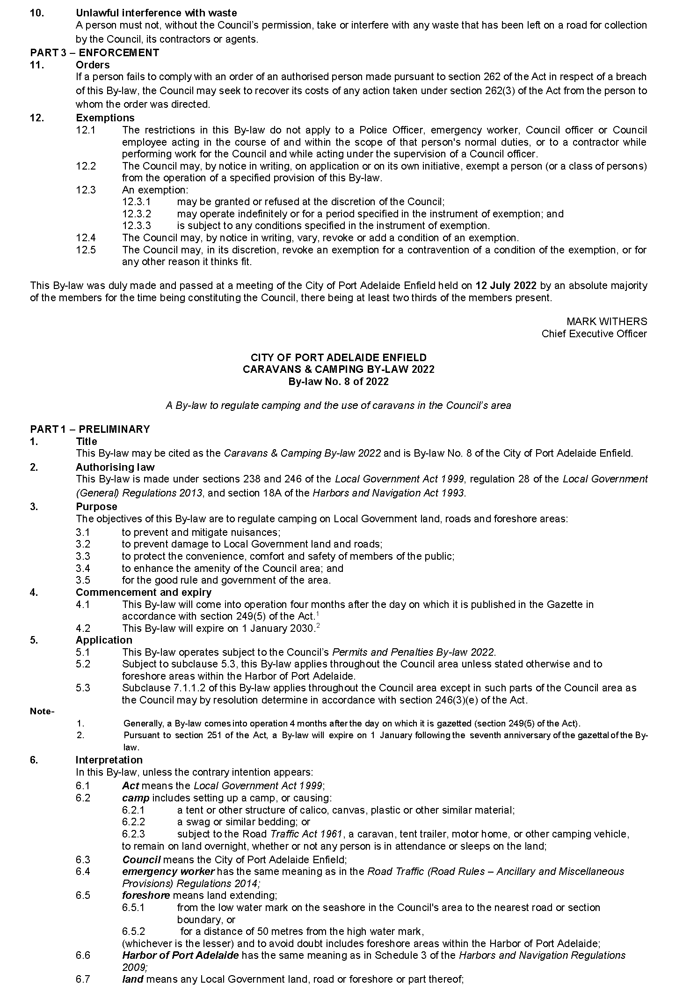 10. Unlawful interference with waste
A person must not, without the Council’s permission, take or interfere with any waste that has been left on a road for collection
by the Council, its contractors or agents.
PART 3 – ENFORCEMENT
11. Orders
If a person fails to comply with an order of an authorised person made pursuant to section 262 of the Act in respect of a breach
of this By-law, the Council may seek to recover its costs of any action taken under section 262(3) of the Act from the person to
whom the order was directed.
12. Exemptions
12.1 The restrictions in this By-law do not apply to a Police Officer, emergency worker, Council officer or Council
employee acting in the course of and within the scope of that person's normal duties, or to a contractor while
performing work for the Council and while acting under the supervision of a Council officer.
12.2 The Council may, by notice in writing, on application or on its own initiative, exempt a person (or a class of persons)
from the operation of a specified provision of this By-law.
12.3 An exemption:
12.3.1 may be granted or refused at the discretion of the Council;
12.3.2 may operate indefinitely or for a period specified in the instrument of exemption; and
12.3.3 is subject to any conditions specified in the instrument of exemption.
12.4 The Council may, by notice in writing, vary, revoke or add a condition of an exemption.
12.5 The Council may, in its discretion, revoke an exemption for a contravention of a condition of the exemption, or for
any other reason it thinks fit.
This By-law was duly made and passed at a meeting of the City of Port Adelaide Enfield held on 12 July 2022 by an absolute majority
of the members for the time being constituting the Council, there being at least two thirds of the members present.
MARK WITHERS
Chief Executive Officer
CITY OF PORT ADELAIDE ENFIELD
CARAVANS & CAMPING BY-LAW 2022
By-law No. 8 of 2022
A By-law to regulate camping and the use of caravans in the Council’s area
PART 1 – PRELIMINARY
1. Title
This By-law may be cited as the Caravans & Camping By-law 2022 and is By-law No. 8 of the City of Port Adelaide Enfield.
2. Authorising law
This By-law is made under sections 238 and 246 of the Local Government Act 1999, regulation 28 of the Local Government
(General) Regulations 2013, and section 18A of the Harbors and Navigation Act 1993.
3. Purpose
The objectives of this By-law are to regulate camping on Local Government land, roads and foreshore areas:
3.1 to prevent and mitigate nuisances;
3.2 to prevent damage to Local Government land and roads;
3.3 to protect the convenience, comfort and safety of members of the public;
3.4 to enhance the amenity of the Council area; and
3.5 for the good rule and government of the area.
4. Commencement and expiry
4.1 This By-law will come into operation four months after the day on which it is published in the Gazette in
accordance with section 249(5) of the Act.1
4.2 This By-law will expire on 1 January 2030.2
5. Application
5.1 This By-law operates subject to the Council’s Permits and Penalties By-law 2022.
5.2 Subject to subclause 5.3, this By-law applies throughout the Council area unless stated otherwise and to
foreshore areas within the Harbor of Port Adelaide.
5.3 Subclause 7.1.1.2 of this By-law applies throughout the Council area except in such parts of the Council area as
the Council may by resolution determine in accordance with section 246(3)(e) of the Act.
Note-
1. Generally, a By-law comes into operation 4 months after the day on which it is gazetted (section 249(5) of the Act).
2. Pursuant to section 251 of the Act, a By-law will expire on 1 January following the seventh anniversary of the gazettal of the By-
law.
6. Interpretation
In this By-law, unless the contrary intention appears:
6.1 Act means the Local Government Act 1999;
6.2 camp includes setting up a camp, or causing:
6.2.1 a tent or other structure of calico, canvas, plastic or other similar material;
6.2.2 a swag or similar bedding; or
6.2.3 subject to the Road Traffic Act 1961, a caravan, tent trailer, motor home, or other camping vehicle,
to remain on land overnight, whether or not any person is in attendance or sleeps on the land;
6.3 Council means the City of Port Adelaide Enfield;
6.4 emergency worker has the same meaning as in the Road Traffic (Road Rules – Ancillary and Miscellaneous
Provisions) Regulations 2014;
6.5 foreshore means land extending;
6.5.1 from the low water mark on the seashore in the Council's area to the nearest road or section
boundary, or
6.5.2 for a distance of 50 metres from the high water mark,
(whichever is the lesser) and to avoid doubt includes foreshore areas within the Harbor of Port Adelaide;
6.6 Harbor of Port Adelaide has the same meaning as in Schedule 3 of the Harbors and Navigation Regulations
2009;
6.7 land means any Local Government land, road or foreshore or part thereof;